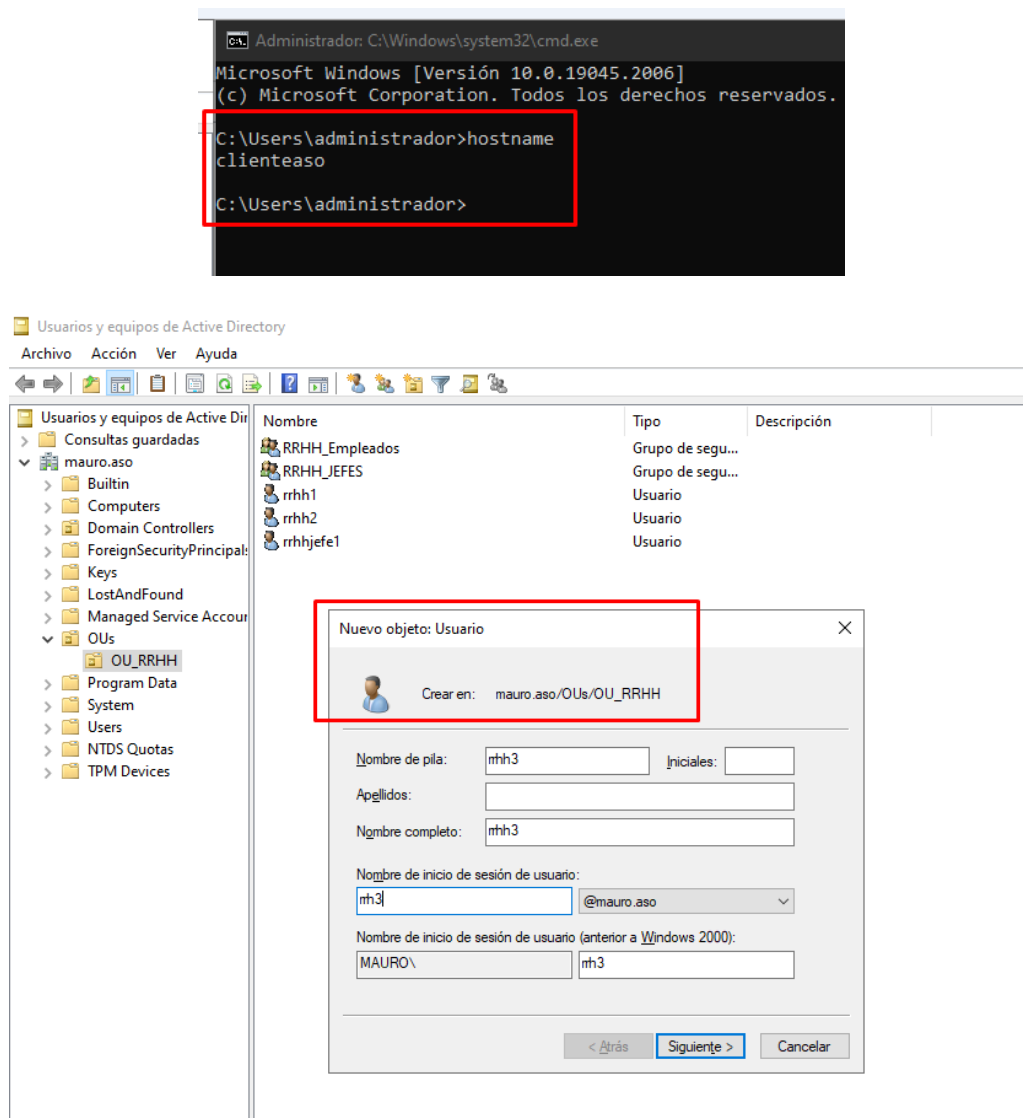 Administrador: C:\Windows\system32\cmd.exe
Microsoft Windows [Versión 10.0.19045.2006]
(c) Microsoft Corporation. Todos los derechos reservados.
C:\Users\administrador>hostname
clienteaso
C:\Users\administrador>
Usuarios y equipos de Active Directory
Archivo Acción Ver Ayuda
Usuarios y equipos de Active Dir
Consultas guardadas
mauro.aso
Builtin
Computers
Domain Controllers
ForeignSecurityPrincipal
Keys
LostAndFound
Managed Service Accour
OUs
OU_RRHH
Program Data
System
Users
NTDS Quotas
TPM Devices
Nombre Tipo Descripción
RRHH_Empleados Grupo de segu...
RRHH_JEFES Grupo de segu...
rrhh1 Usuario
rrhh2 Usuario
rrhhjefe1 Usuario
Nuevo objeto: Usuario
Crear en: mauro.aso/OUs/OU_RRHH
Nombre de pila: rrhh3 Iniciales:
Apellidos:
Nombre completo: rrhh3
Nombre de inicio de sesión de usuario:
rrh3 @mauro.aso
Nombre de inicio de sesión de usuario (anterior a Windows 2000):
MAURO\ rrh3
< Atrás Siguiente > Cancelar